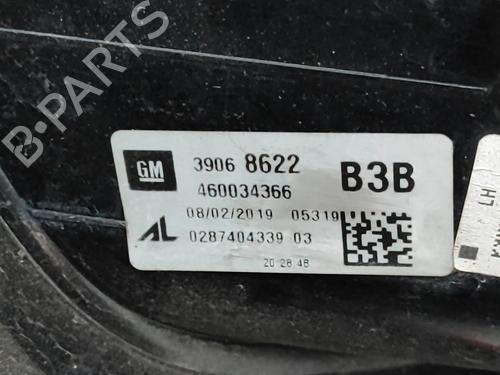 B-PARTS
GM 3906 8622 B3B
460034366
08/02/2019 05319
AL 0287404339 03
20 28 48
LH